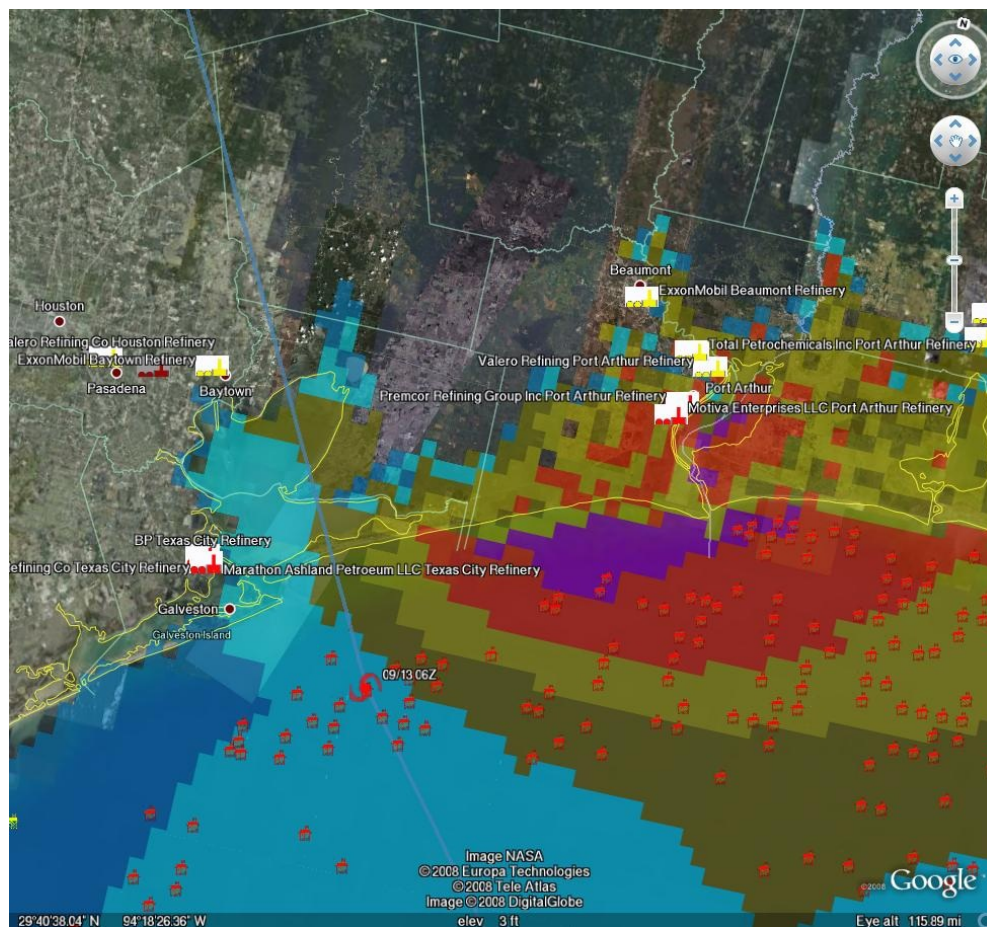 N
Beaumont
ExxonMobil Beaumont Refinery
Houston
alero Refining Co Houston Refinery
Total Petrochemicals Inc Port Arthur Refinery
ExxonMobil Baytown Refinery
Valero Refining Port Arthur Refinery
Pasadena
Baytown
Port Arthur
Premcor Refining Group Inc Port Arthur Refinery
Motiva Enterprises LLC Port Arthur Refinery
BP Texas City Refinery
efining Co Texas City Refinery
Marathon Ashland Petroeum LLC Texas City Refinery
Galveston
Galveston Island
09/13 06Z
Image NASA
© 2008 Europa Technologies
© 2008 Tele Atlas
Image © 2008 DigitalGlobe
©2008 Google
29°40'38.04" N 94°18'26.36" W elev 3 ft Eye alt 115.89 mi